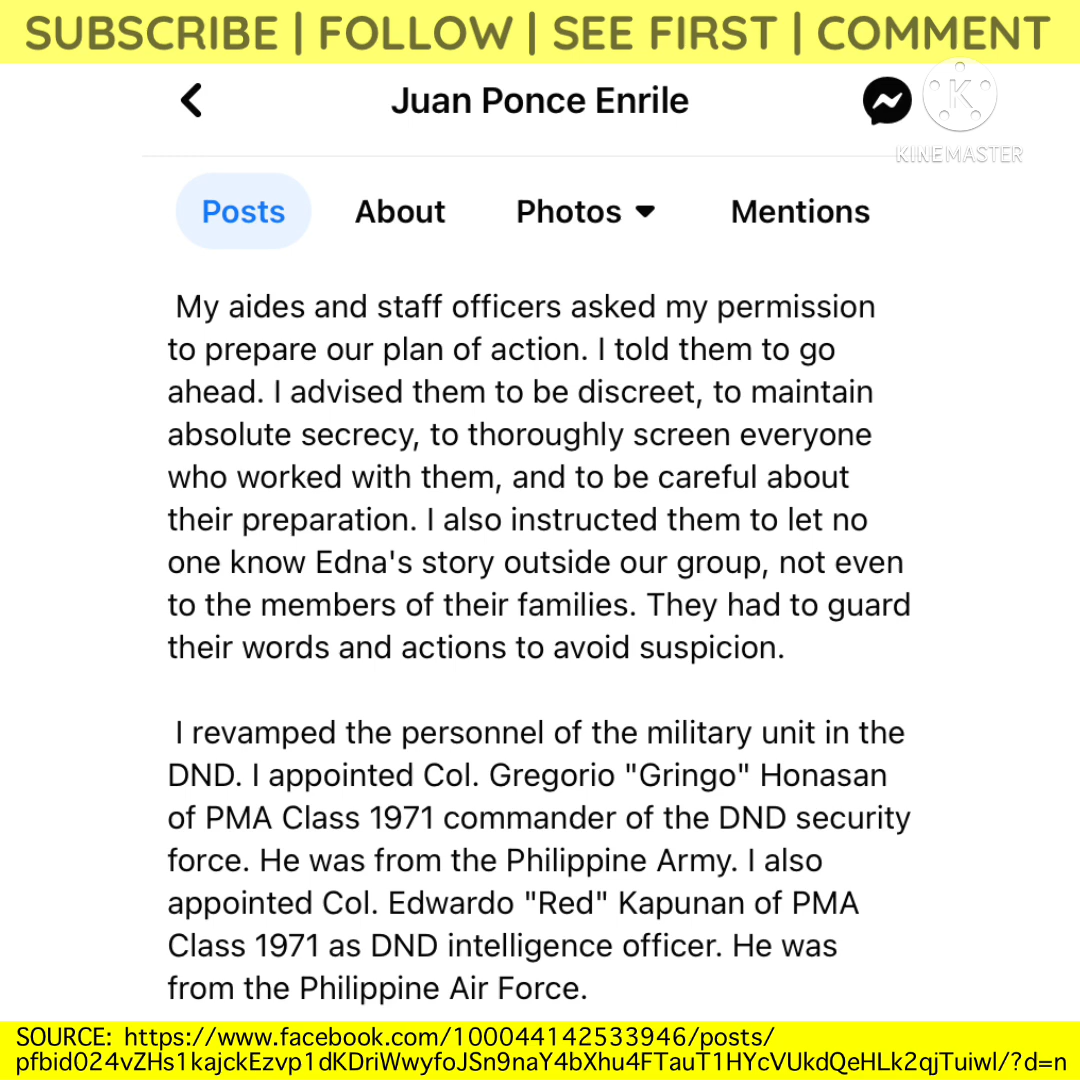 SUBSCRIBE | FOLLOW | SEE FIRST | COMMENT
Juan Ponce Enrile
K
KINEMASTER
Posts About Photos Mentions
My aides and staff officers asked my permission
to prepare our plan of action. I told them to go
ahead. I advised them to be discreet, to maintain
absolute secrecy, to thoroughly screen everyone
who worked with them, and to be careful about
their preparation. I also instructed them to let no
one know Edna's story outside our group, not even
to the members of their families. They had to guard
their words and actions to avoid suspicion.
I revamped the personnel of the military unit in the
DND. I appointed Col. Gregorio "Gringo" Honasan
of PMA Class 1971 commander of the DND security
force. He was from the Philippine Army. I also
appointed Col. Edwardo "Red" Kapunan of PMA
Class 1971 as DND intelligence officer. He was
from the Philippine Air Force.
SOURCE: https://www.facebook.com/100044142533946/posts/
pfbid024vZHs1kajckEzvp1dKDriWwyfoJSn9naY4bXhu4FTauT1HYcVUkdQeHLk2qjTuiwl/?d=n